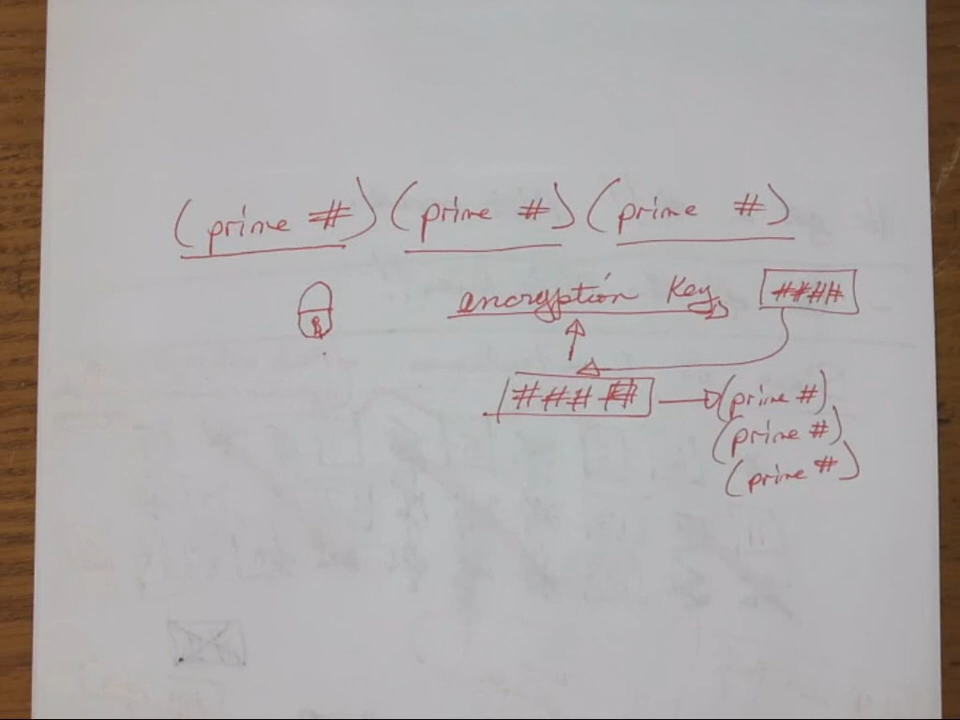 (prime #) (prime #) (prime #)
encryption Key, ####
#### (prime #)
(prime #)
(prime #)